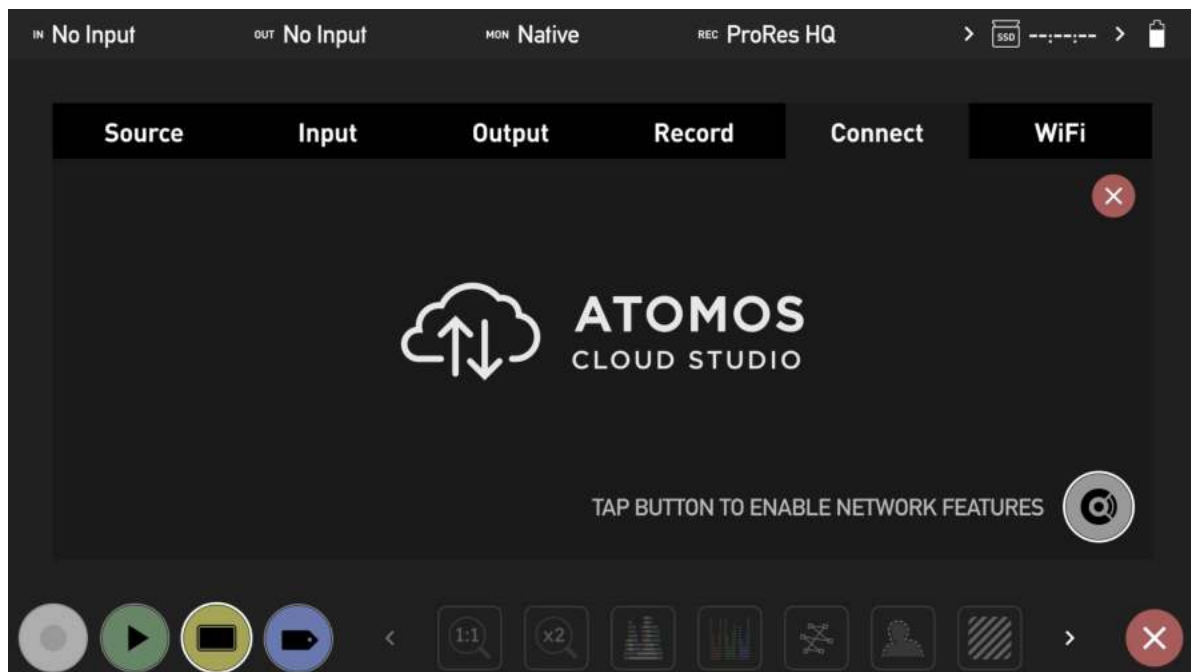 IN No Input OUT No Input MON Native REC ProRes HQ > SSD --:--:-- >
Source Input Output Record Connect WiFi
ATOMOS
CLOUD STUDIO
TAP BUTTON TO ENABLE NETWORK FEATURES
< 1:1 x2 >